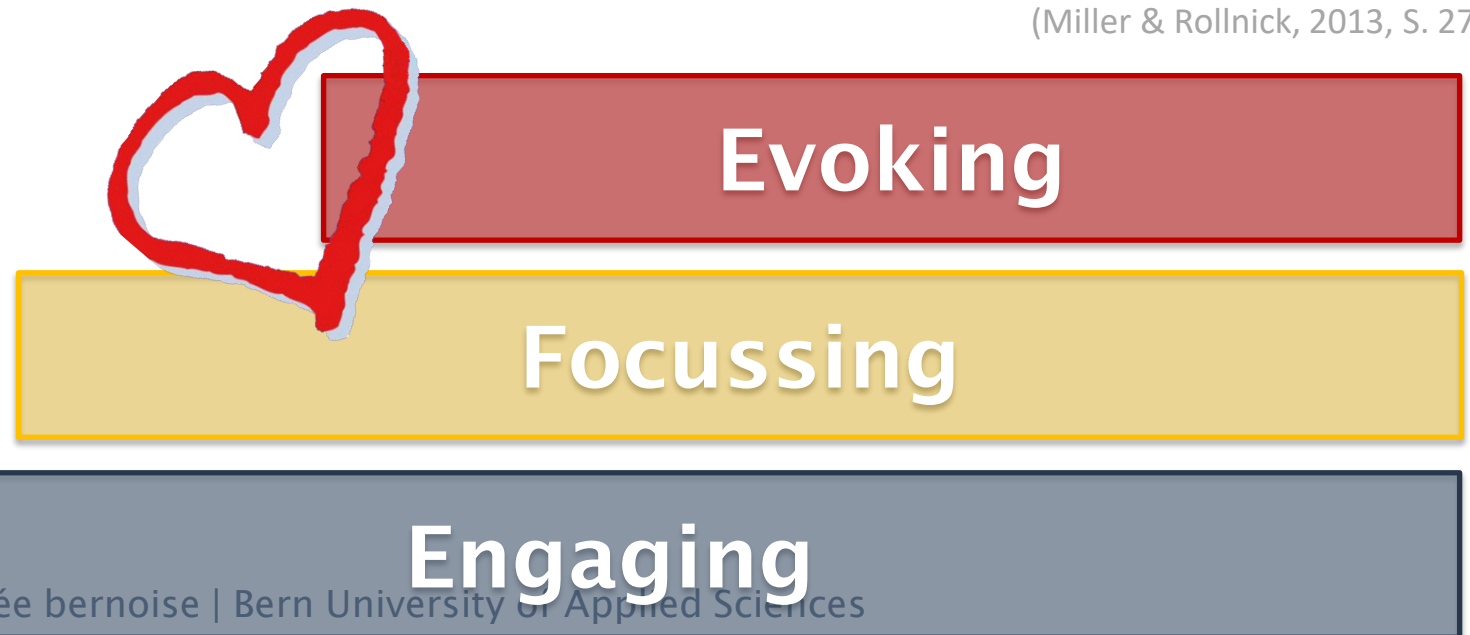 (Miller & Rollnick, 2013, S. 27
Evoking
Focussing
Engaging
ée bernoise | Bern University of Applied Sciences